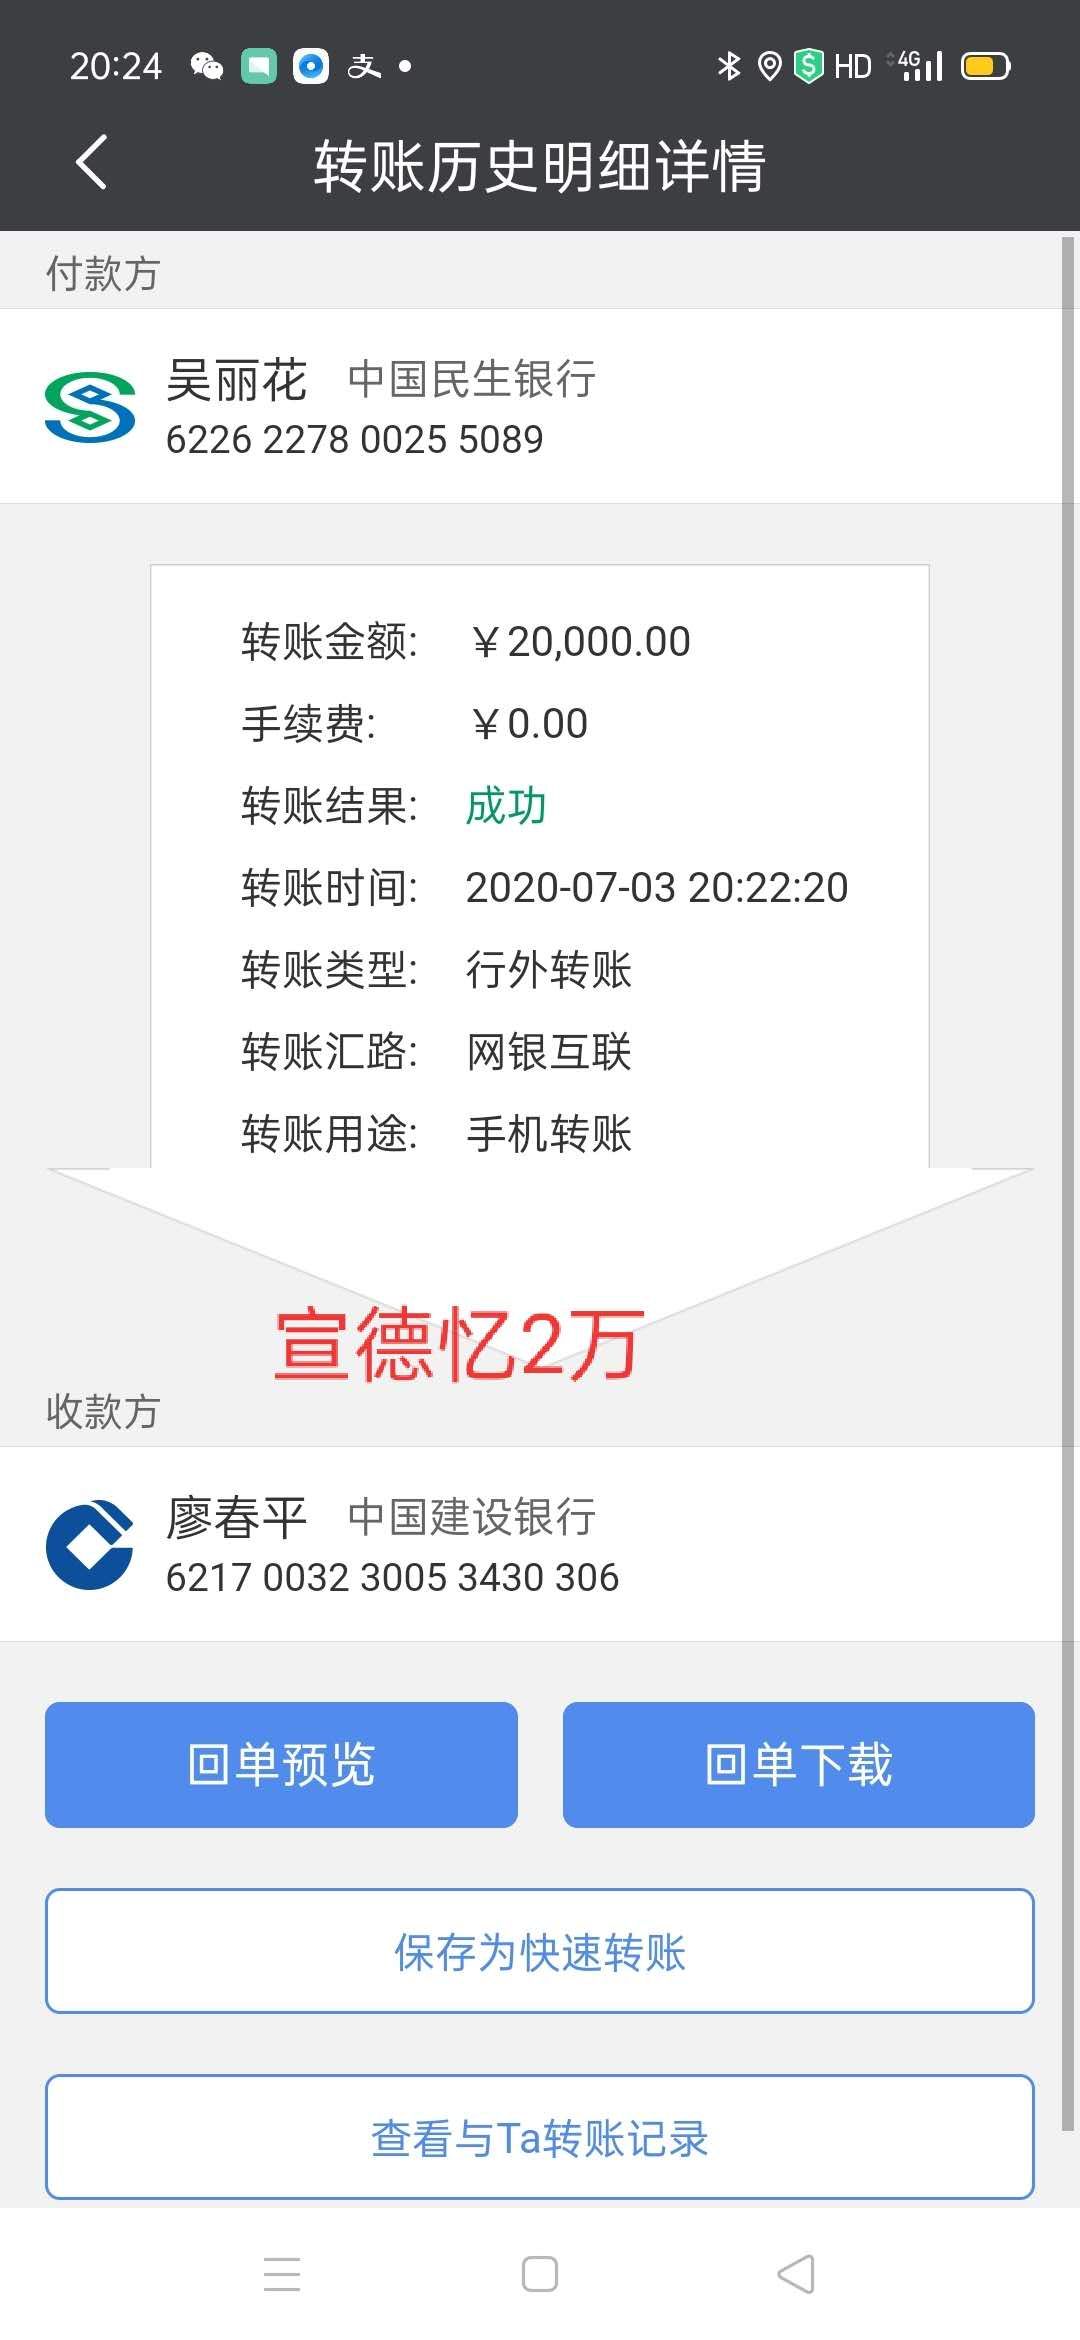 20:24 支 HD 4G
转账历史明细详情
付款方
吴丽花 中国民生银行
6226 2278 0025 5089
转账金额: ￥20,000.00
手续费: ￥0.00
转账结果: 成功
转账时间: 2020-07-03 20:22:20
转账类型: 行外转账
转账汇路: 网银互联
转账用途: 手机转账
宣德忆2万
收款方
廖春平 中国建设银行
6217 0032 3005 3430 306
回单预览 回单下载
保存为快速转账
查看与Ta转账记录